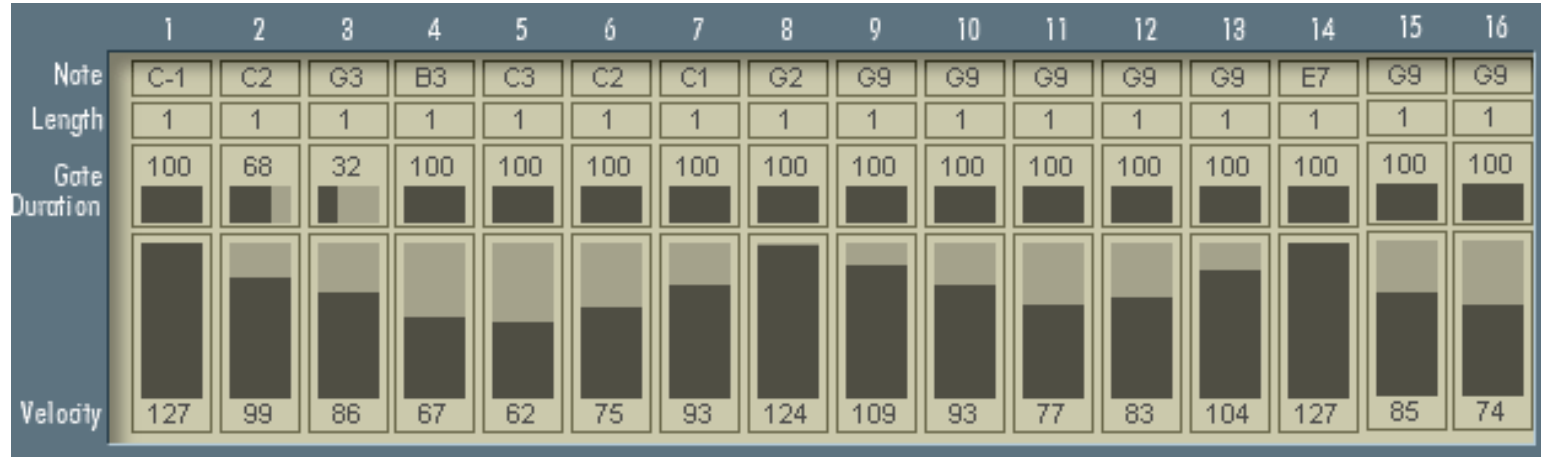 1 2 3 4 5 6 7 8 9 10 11 12 13 14 15 16
Note C-1 C2 G3 B3 C3 C2 C1 G2 G9 G9 G9 G9 G9 E7 G9 G9
Length 1 1 1 1 1 1 1 1 1 1 1 1 1 1 1 1
Gate Duration 100 68 32 100 100 100 100 100 100 100 100 100 100 100 100 100
Velocity 127 99 86 67 62 75 93 124 109 93 77 83 104 127 85 74